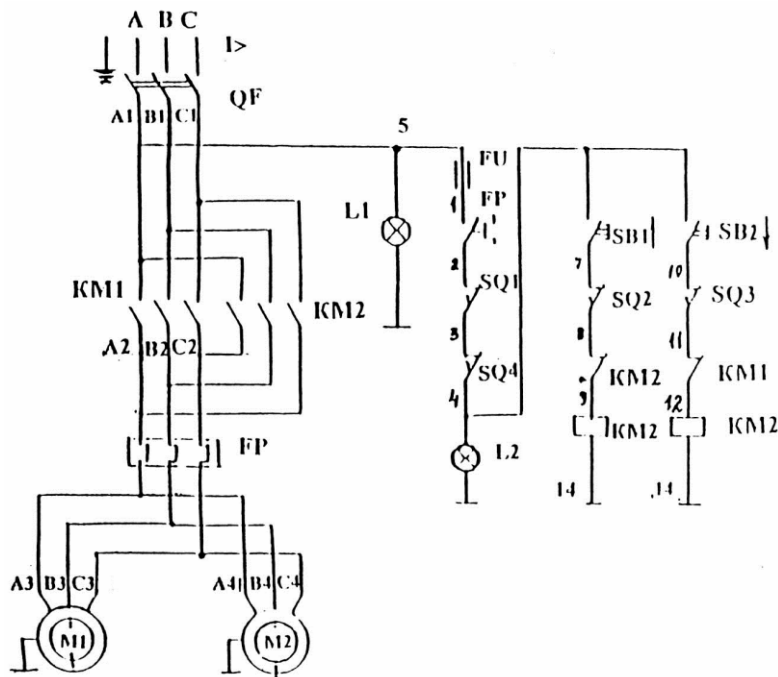 A B C
I>
QF
A1 B1 C1
5
FU
1
FP
L1
SB1
SB2
2
7
10
SQ1
SQ2
SQ3
KM1
KM2
3
8
11
A2 B2 C2
SQ4
KM2
KM1
4
9
12
KM2
KM2
FP
L2
14
14
A3 B3 C3
A4 B4 C4
M1
M2